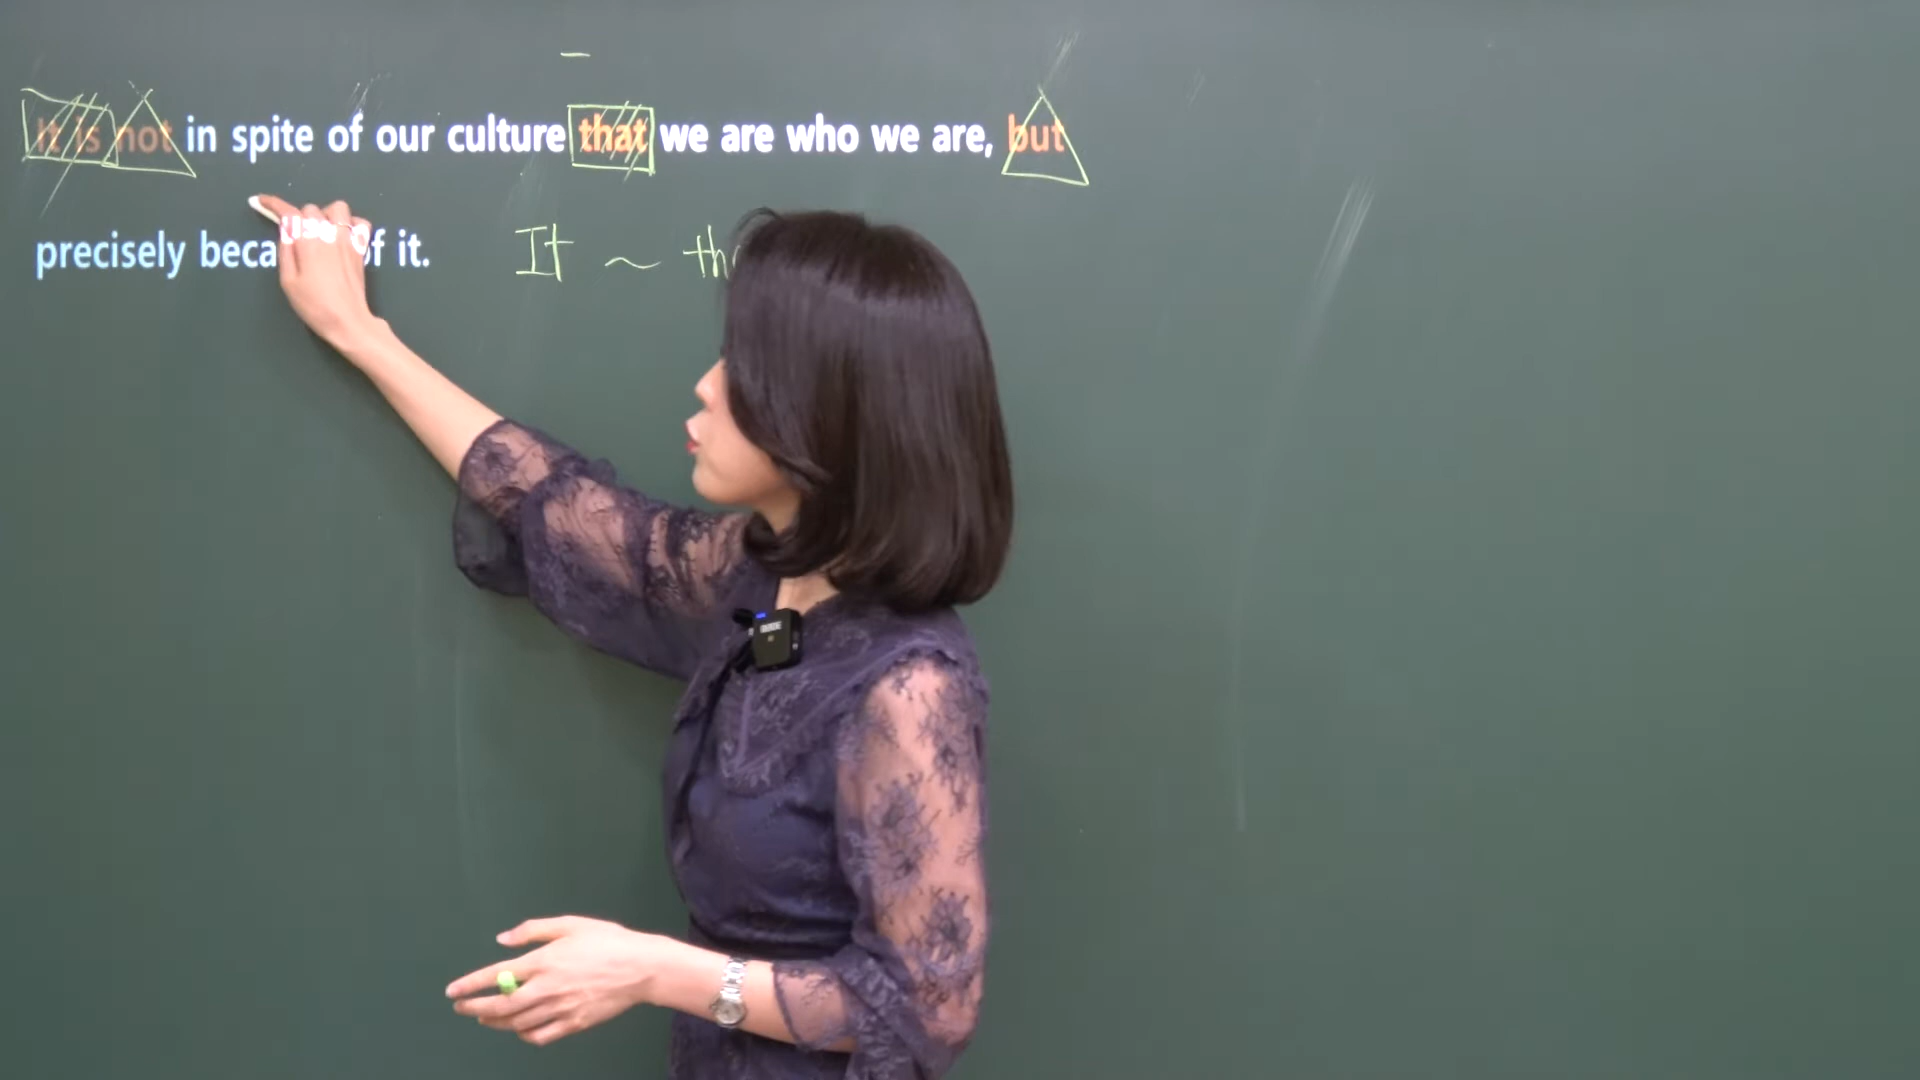 It is not in spite of our culture that we are who we are, but
precisely because of it.
It ~